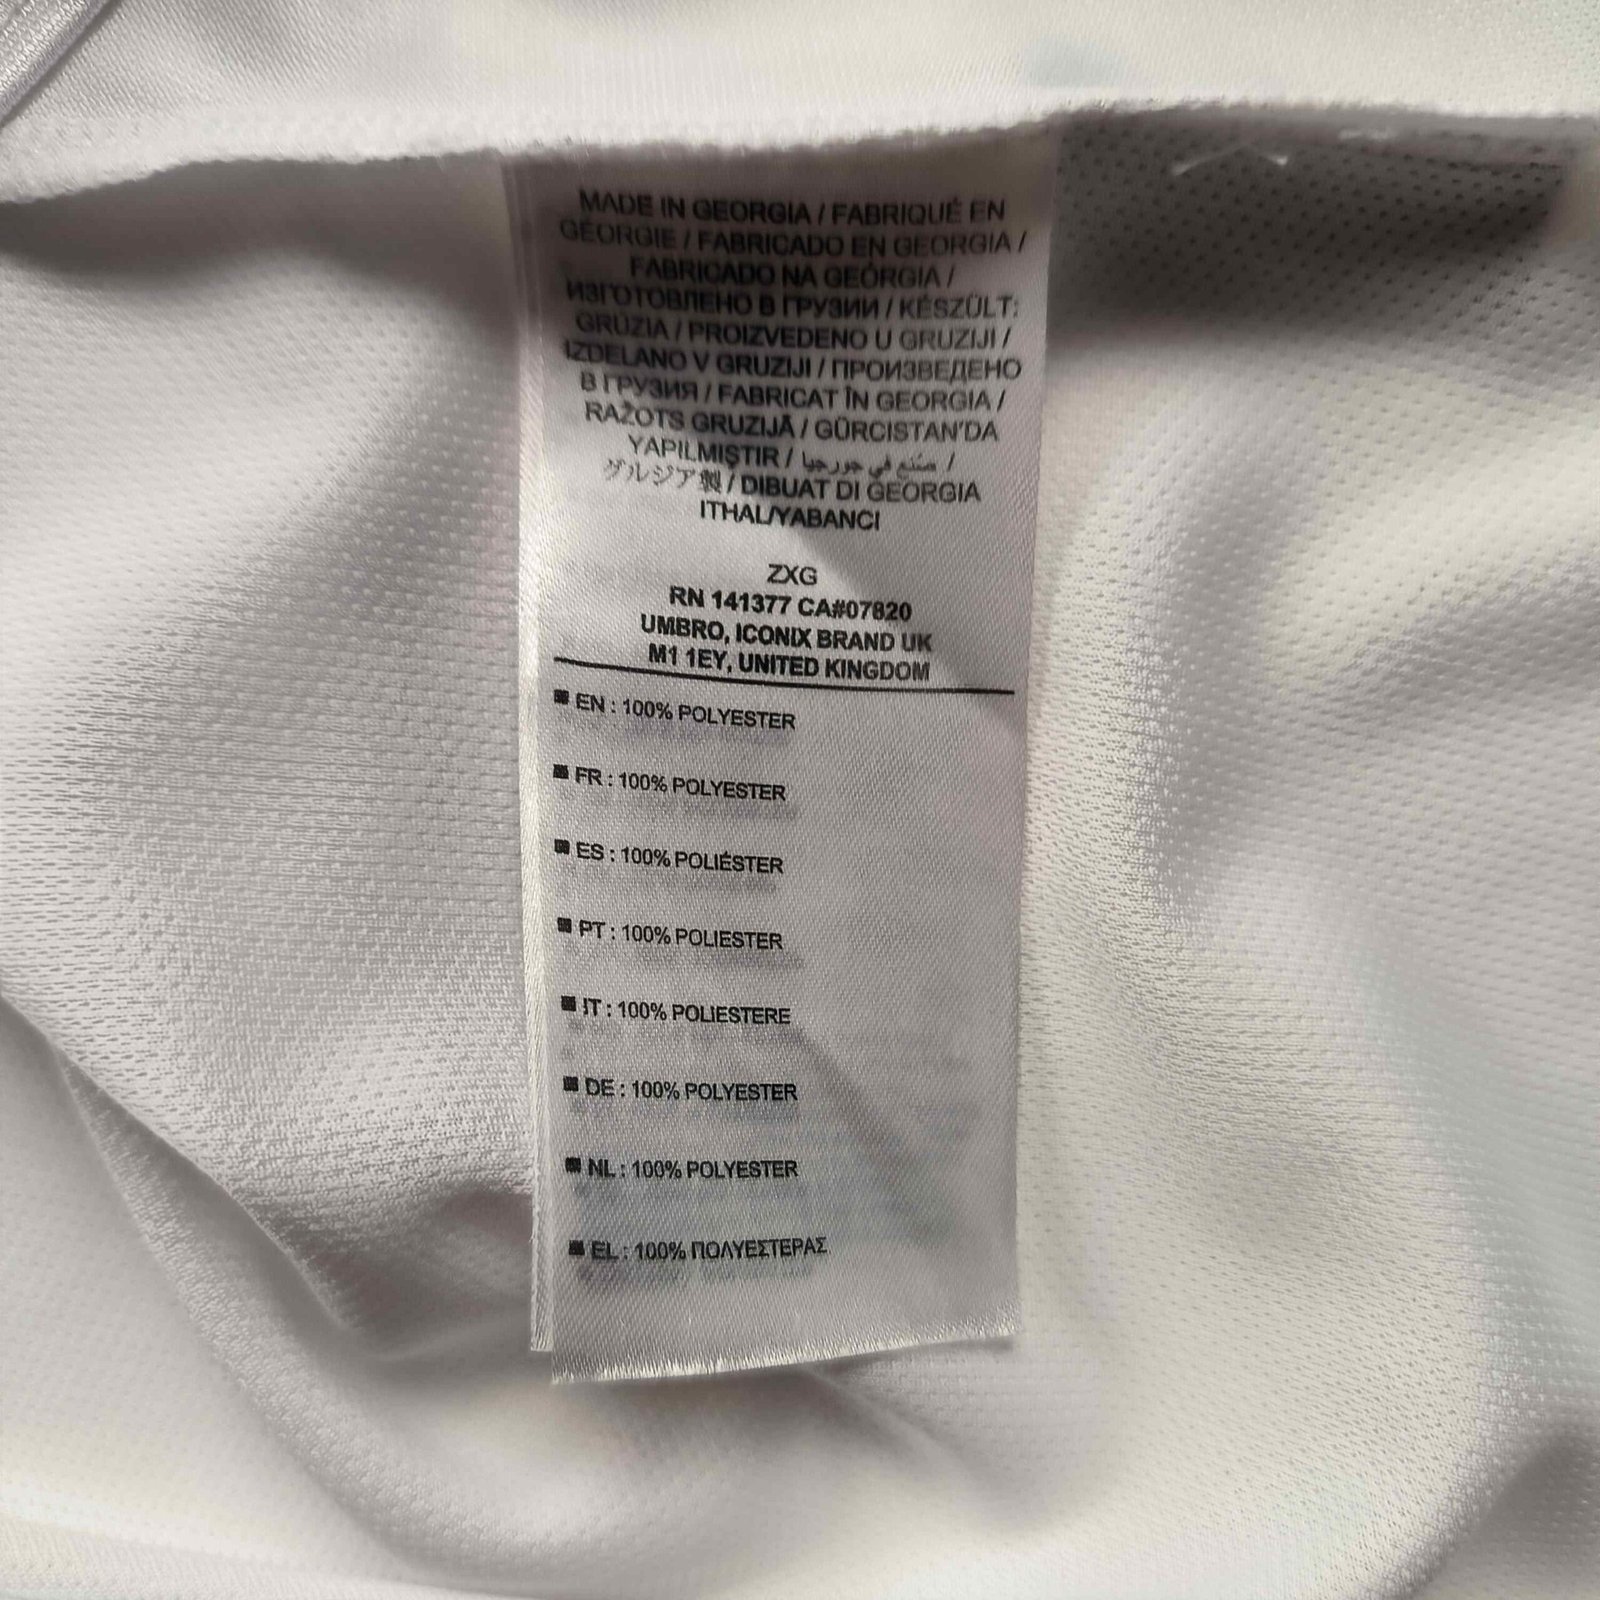 MADE IN GEORGIA / FABRIQUÉ EN
GÉORGIE / FABRICADO EN GEORGIA /
FABRICADO NA GEÓRGIA /
ИЗГОТОВЛЕНО В ГРУЗИИ / KÉSZÜLT:
GRÚZIA / PROIZVEDENO U GRUZIJI /
IZDELANO V GRUZIJI / ПРОИЗВЕДЕНО
В ГРУЗИЯ / FABRICAT ÎN GEORGIA /
RAŽOTS GRUZIJĀ / GÜRCISTAN'DA
YAPILMIŞTIR / صنع في جورجيا /
グルジア製 / DIBUAT DI GEORGIA
ITHAL/YABANCI
ZXG
RN 141377 CA#07820
UMBRO, ICONIX BRAND UK
M1 1EY, UNITED KINGDOM
■ EN : 100% POLYESTER
■ FR : 100% POLYESTER
■ ES : 100% POLIÉSTER
■ PT : 100% POLIESTER
■ IT : 100% POLIESTERE
■ DE : 100% POLYESTER
■ NL : 100% POLYESTER
■ EL : 100% ΠΟΛΥΕΣΤΕΡΑΣ